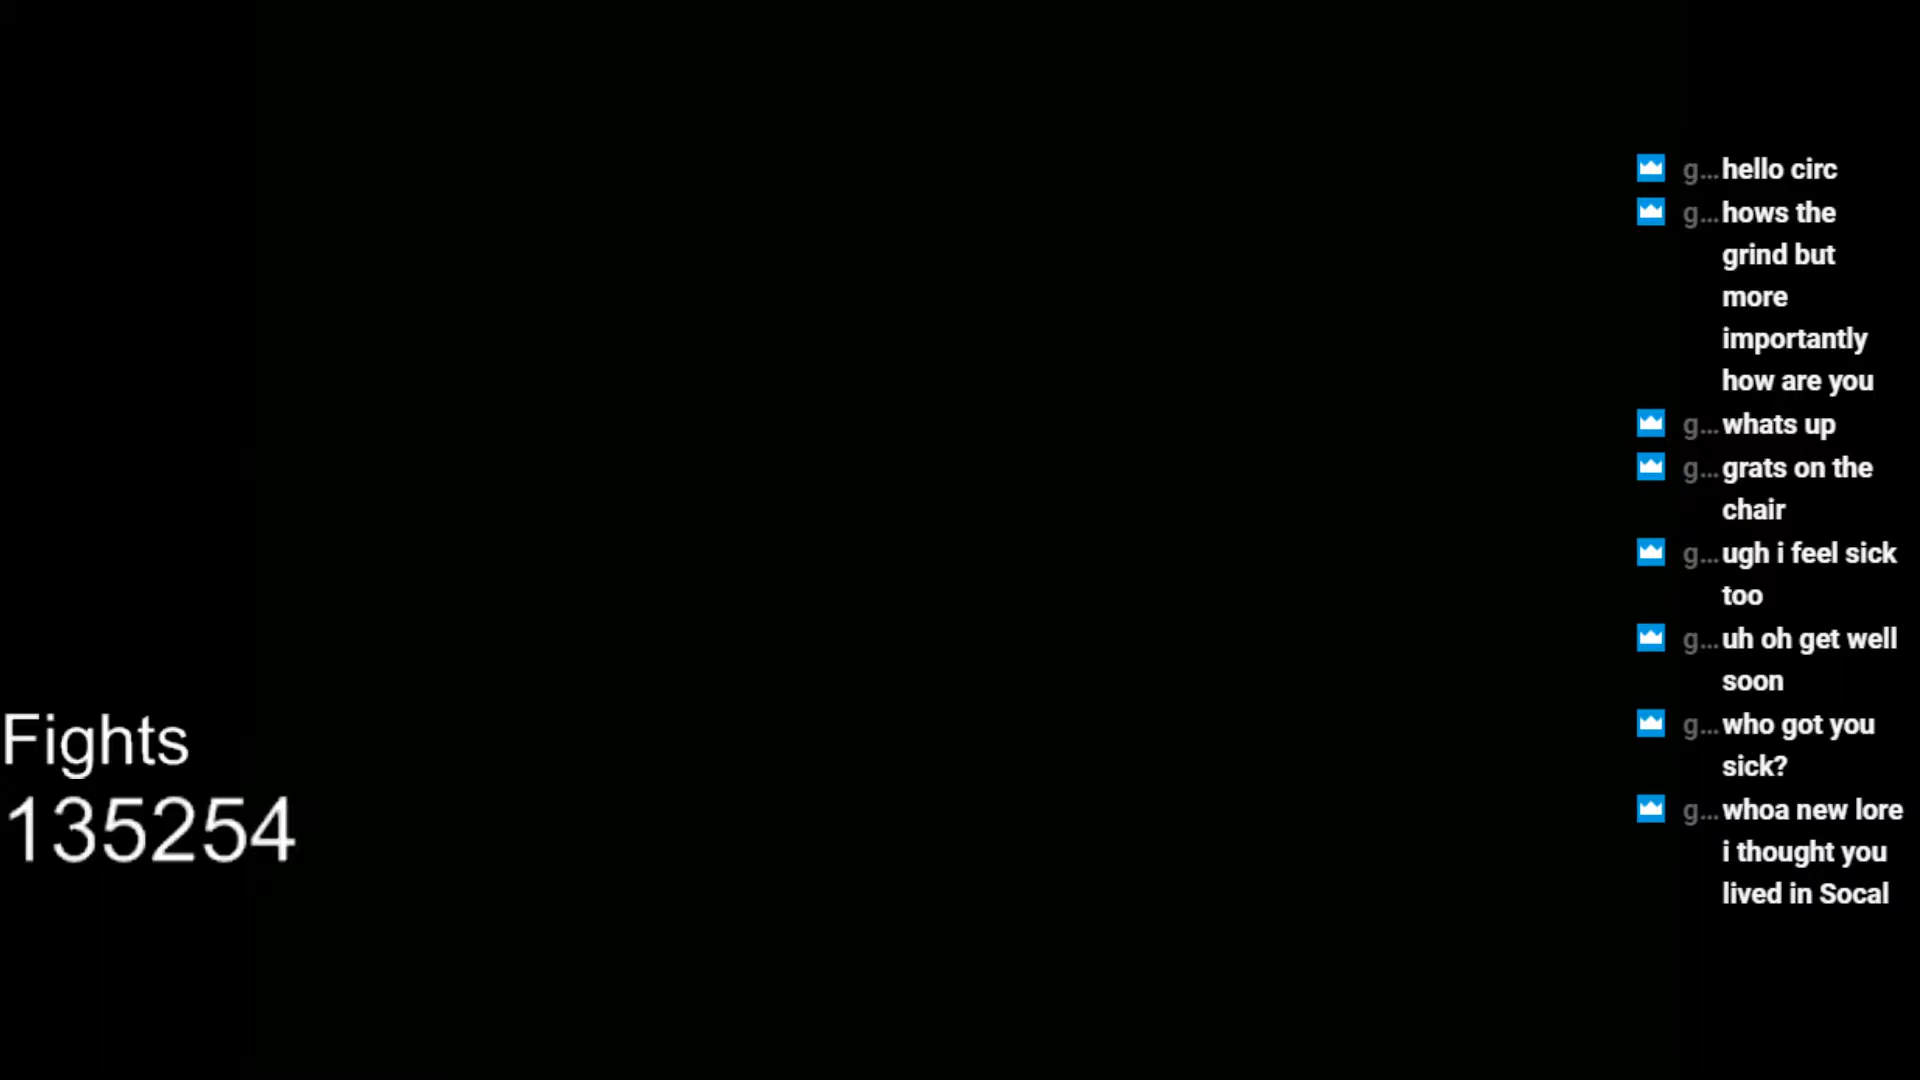 g...hello circ
g...hows the
grind but
more
importantly
how are you
g...whats up
g...grats on the
chair
g...ugh i feel sick
too
g...uh oh get well
soon
g...who got you
sick?
g...whoa new lore
i thought you
lived in Socal
Fights
135254